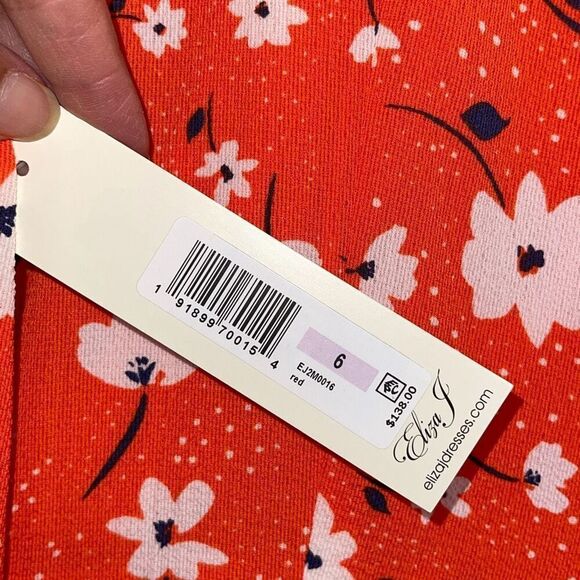 1 91899 70015 4
6
EJ2M0016
red
$138.00
Eliza J
elizajdresses.com